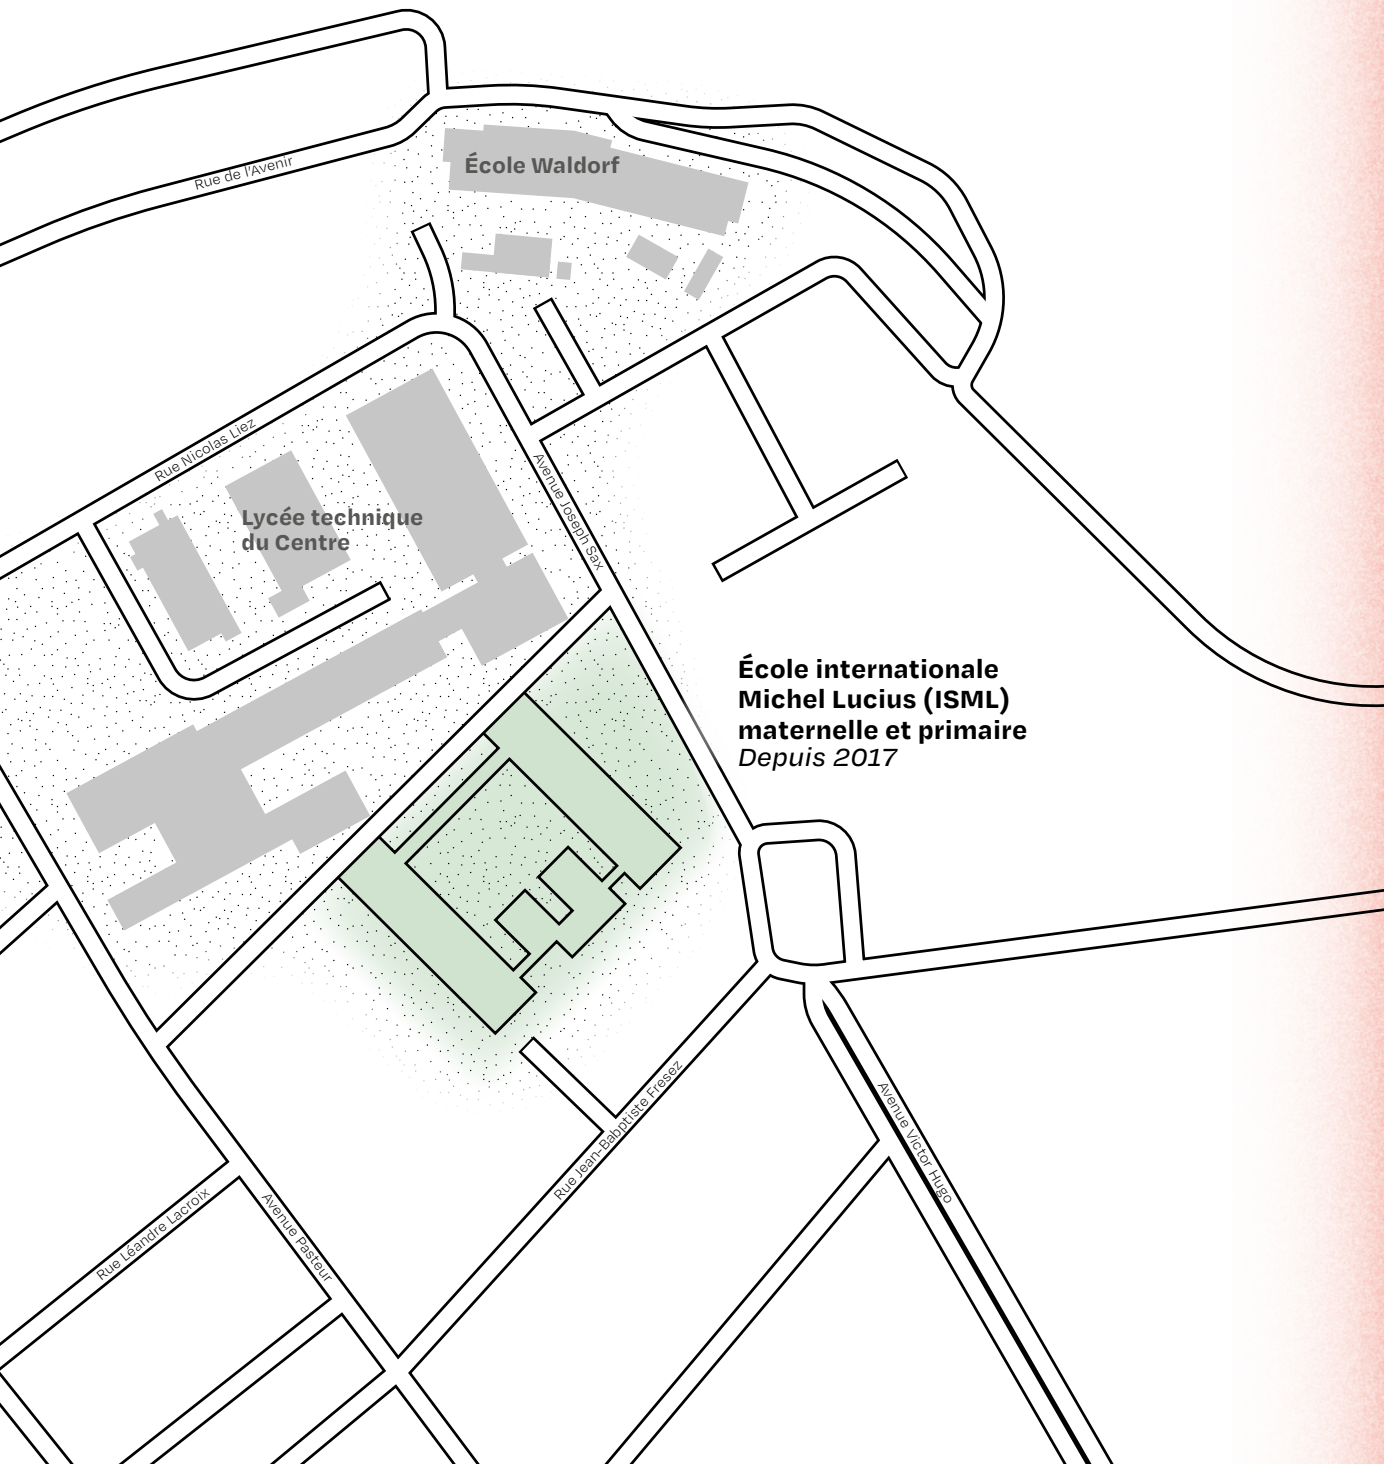 École Waldorf
Rue de l'Avenir
Rue Nicolas Liez
Avenue Joseph Sax
Lycée technique
du Centre
École internationale
Michel Lucius (ISML)
maternelle et primaire
Depuis 2017
Rue Jean-Babptiste Fresez
Avenue Victor Hugo
Rue Léandre Lacroix
Avenue Pasteur